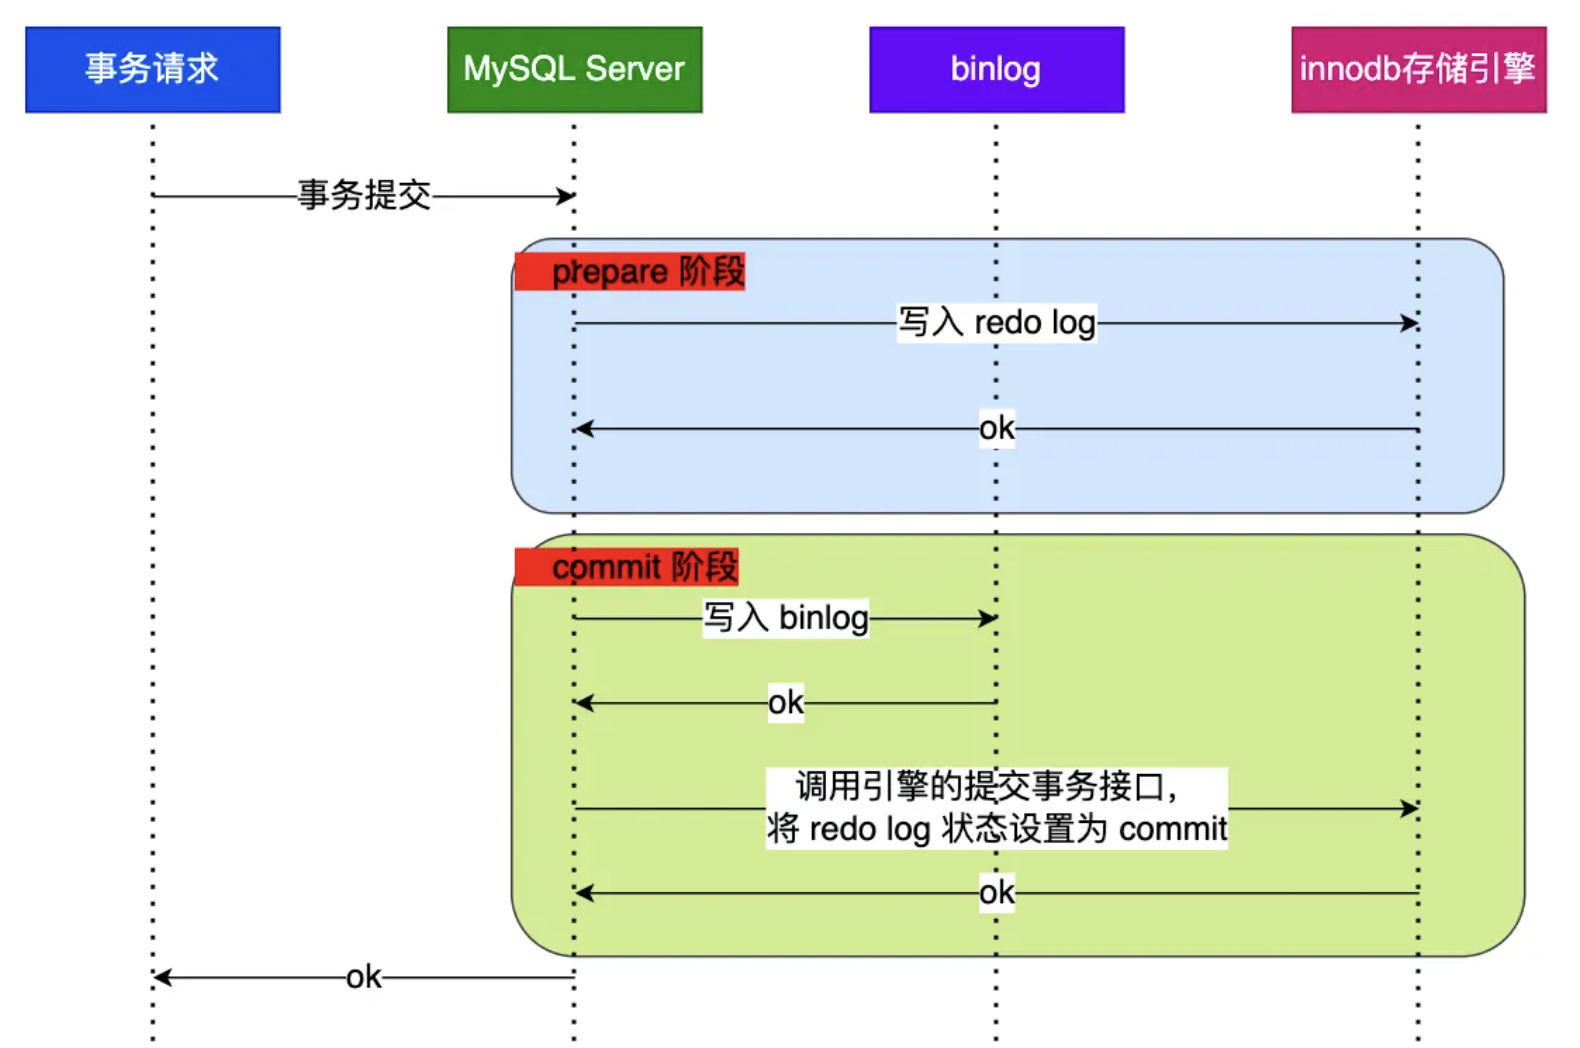 事务请求
MySQL Server
binlog
innodb存储引擎
事务提交
prepare 阶段
写入 redo log
ok
commit 阶段
写入 binlog
ok
调用引擎的提交事务接口，
将 redo log 状态设置为 commit
ok
ok